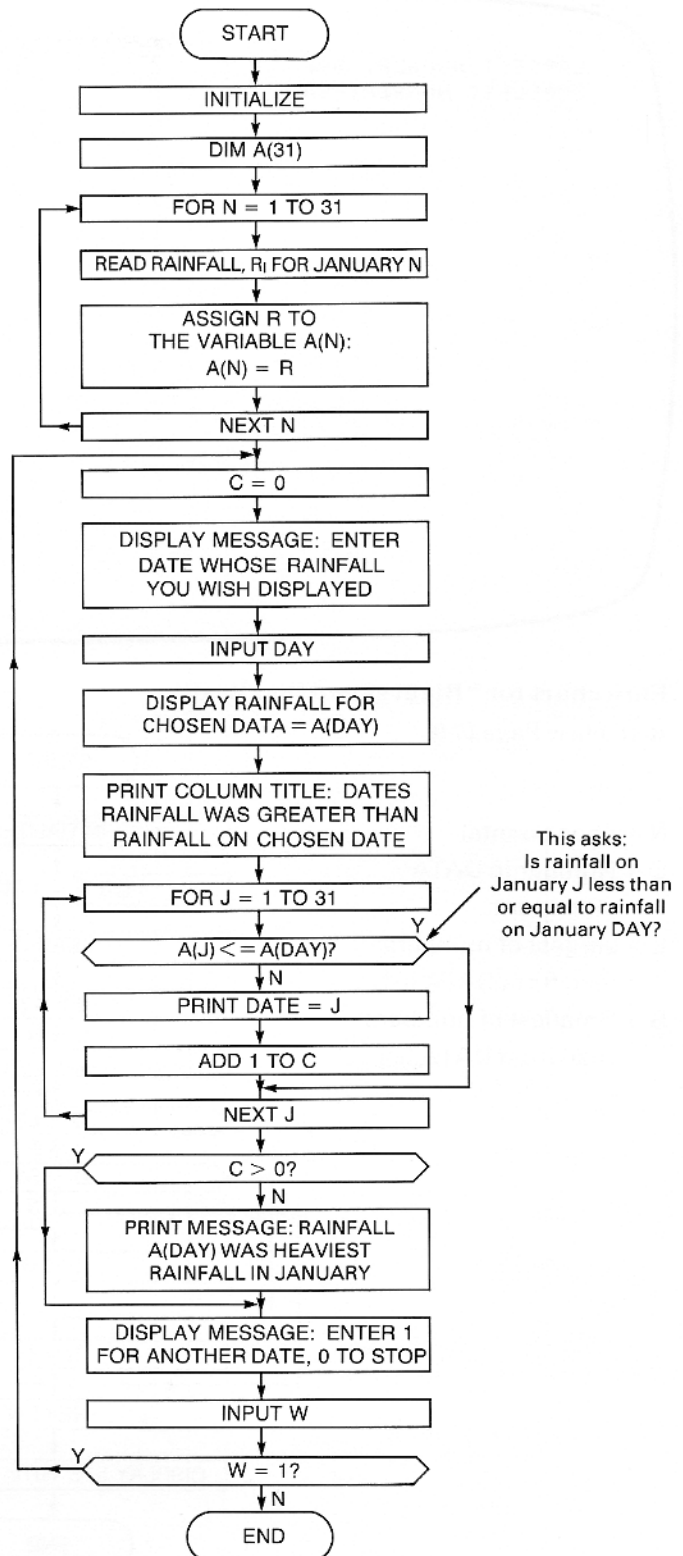 START
INITIALIZE
DIM A(31)
FOR N = 1 TO 31
READ RAINFALL, R, FOR JANUARY N
ASSIGN R TO
THE VARIABLE A(N):
A(N) = R
NEXT N
C = 0
DISPLAY MESSAGE: ENTER
DATE WHOSE RAINFALL
YOU WISH DISPLAYED
INPUT DAY
DISPLAY RAINFALL FOR
CHOSEN DATA = A(DAY)
PRINT COLUMN TITLE: DATES
RAINFALL WAS GREATER THAN
RAINFALL ON CHOSEN DATE
This asks:
Is rainfall on
January J less than
or equal to rainfall
on January DAY?
FOR J = 1 TO 31
Y
A(J) < = A(DAY)?
N
PRINT DATE = J
ADD 1 TO C
NEXT J
Y
C > 0?
N
PRINT MESSAGE: RAINFALL
A(DAY) WAS HEAVIEST
RAINFALL IN JANUARY
DISPLAY MESSAGE: ENTER 1
FOR ANOTHER DATE, 0 TO STOP
INPUT W
Y
W = 1?
N
END